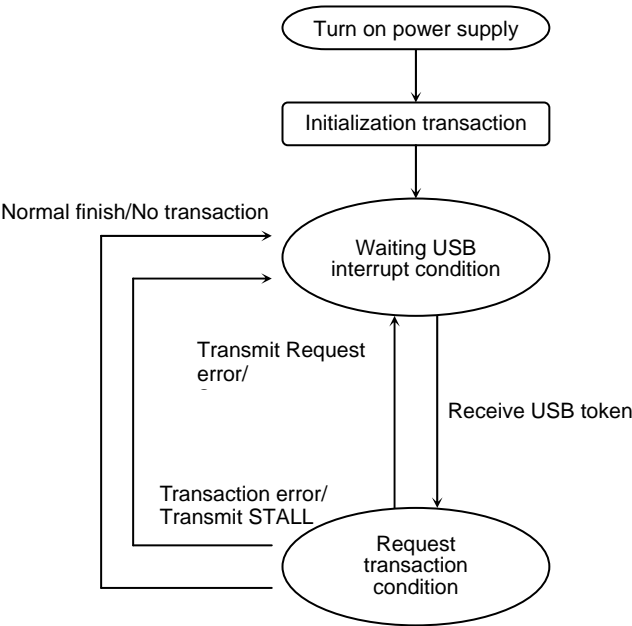 Turn on power supply
Initialization transaction
Normal finish/No transaction
Waiting USB
interrupt condition
Transmit Request
error/
Receive USB token
Transaction error/
Transmit STALL
Request
transaction
condition